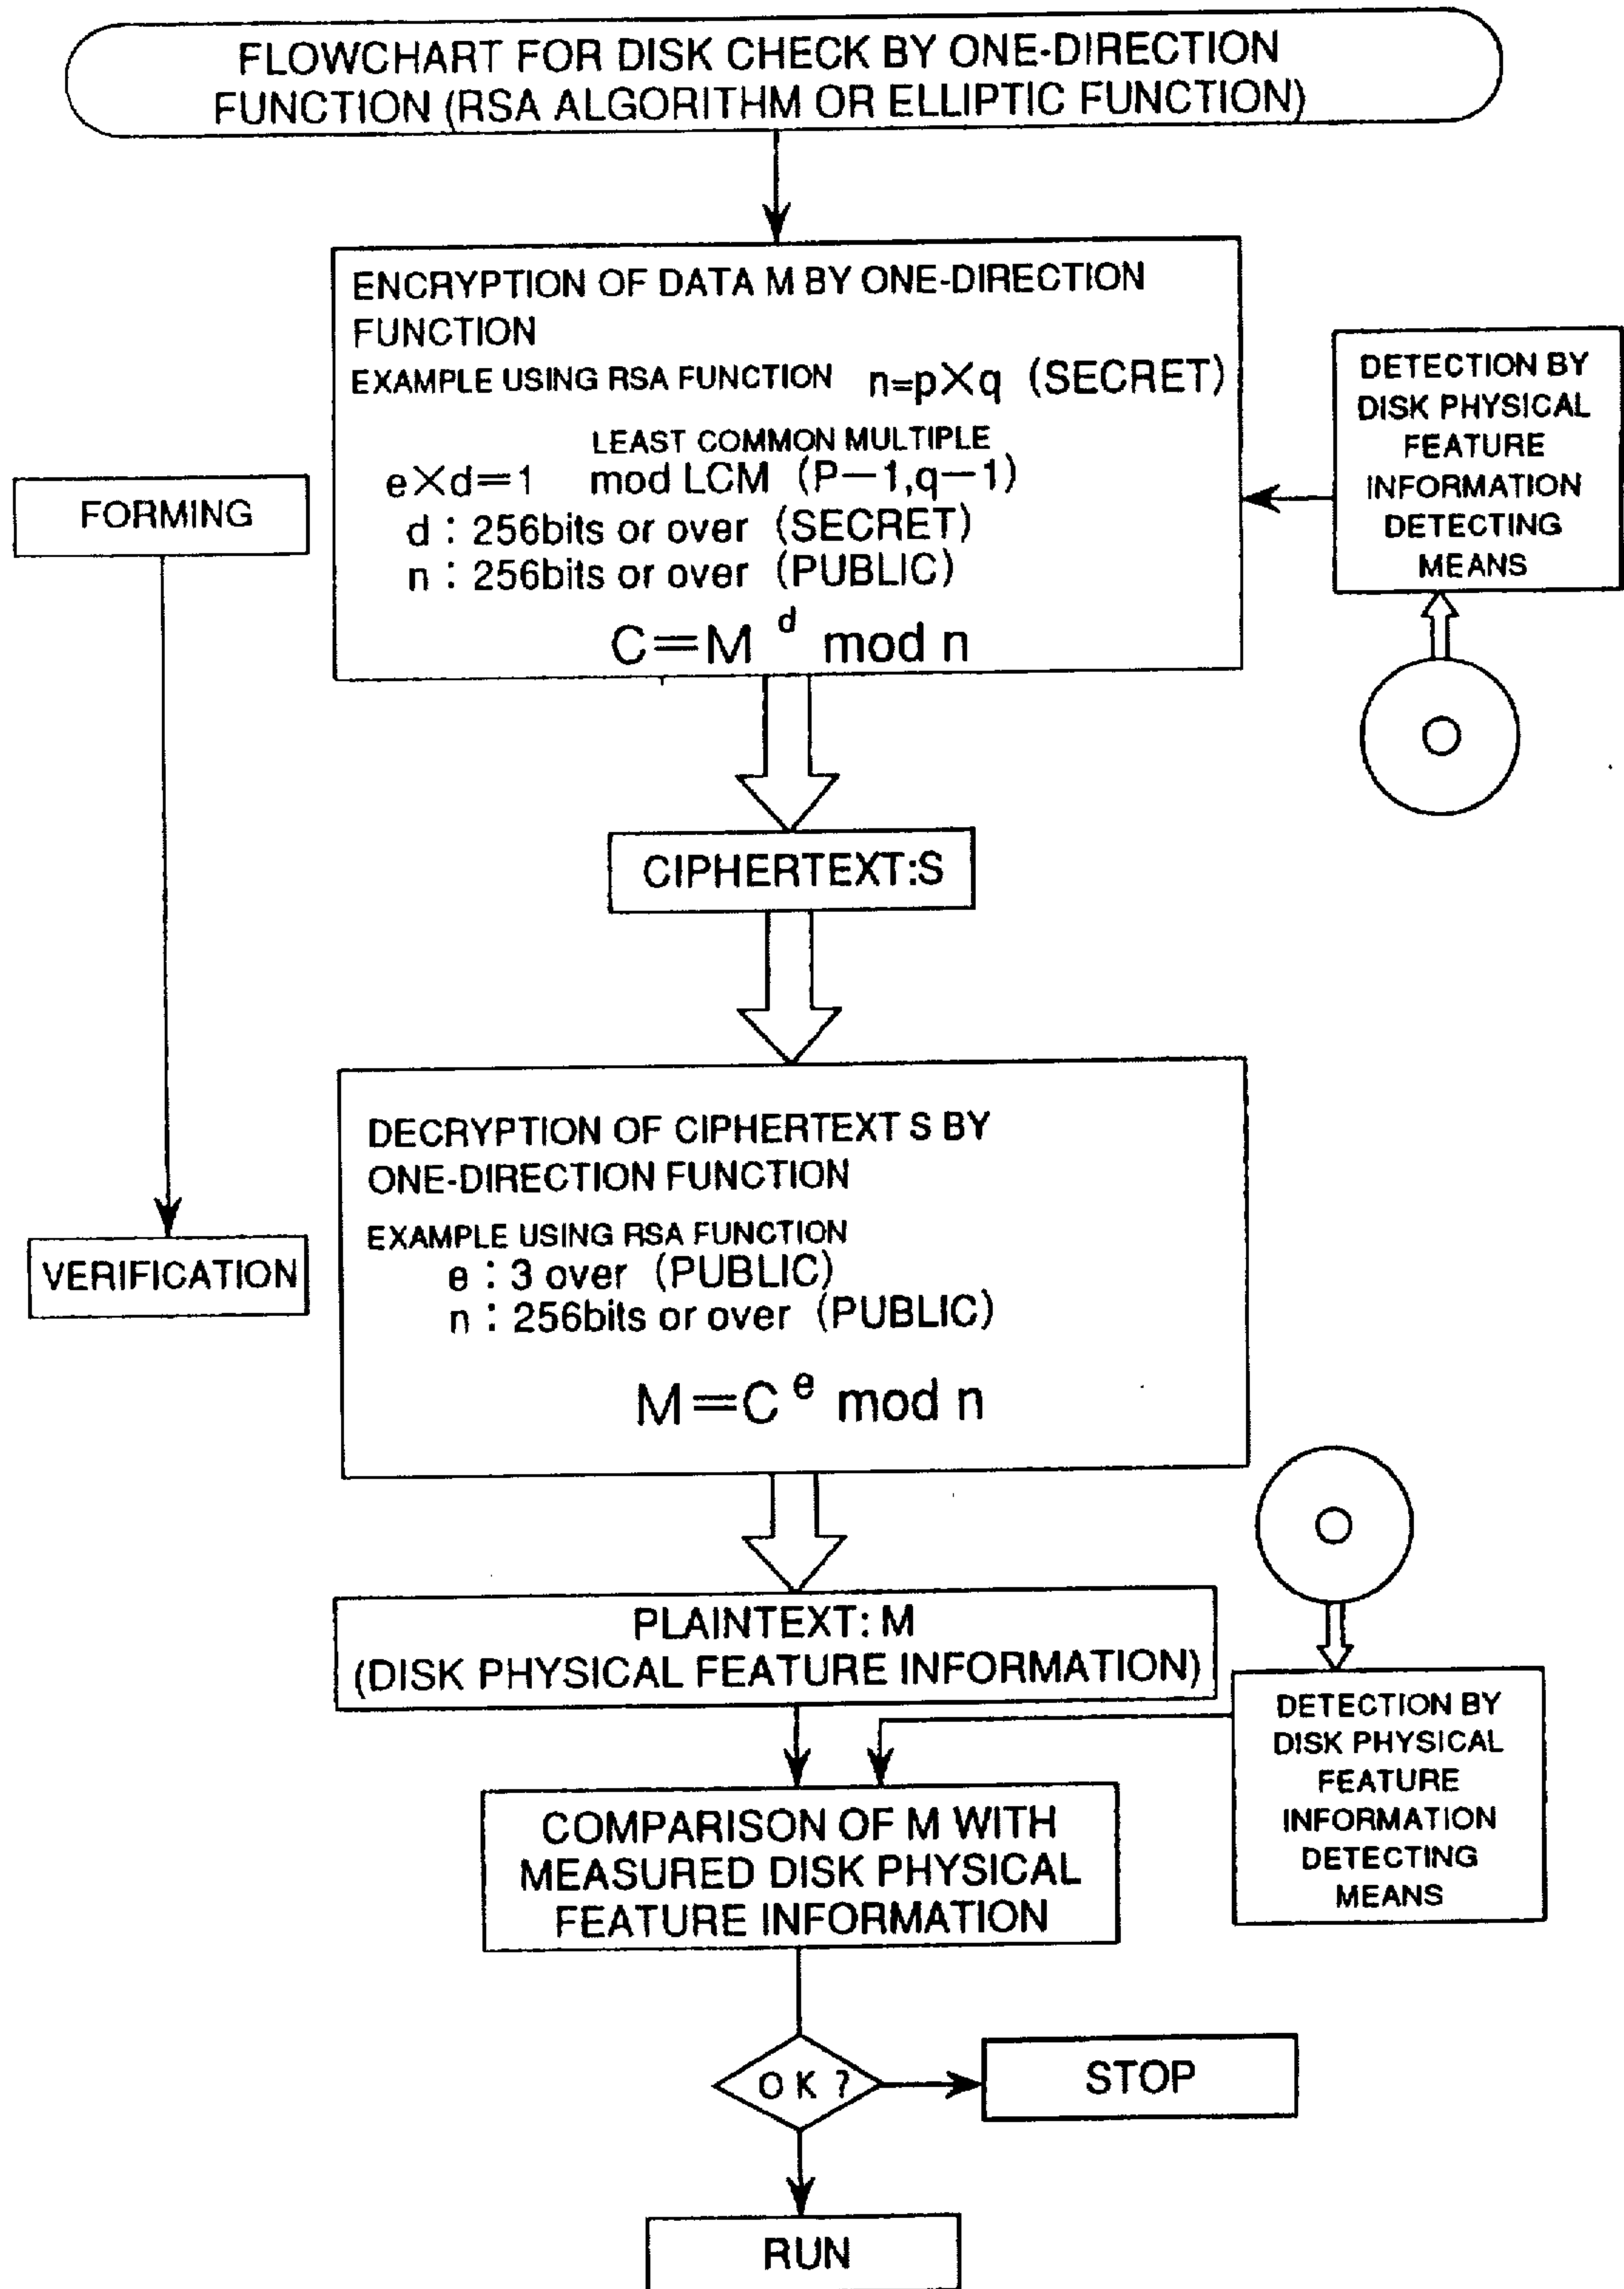 FLOWCHART FOR DISK CHECK BY ONE-DIRECTION
FUNCTION (RSA ALGORITHM OR ELLIPTIC FUNCTION)
ENCRYPTION OF DATA M BY ONE-DIRECTION
FUNCTION
EXAMPLE USING RSA FUNCTION n=p×q (SECRET)
LEAST COMMON MULTIPLE
e×d=1 mod LCM (P-1,q-1)
d : 256bits or over (SECRET)
n : 256bits or over (PUBLIC)
C=M^d mod n
DETECTION BY
DISK PHYSICAL
FEATURE
INFORMATION
DETECTING
MEANS
FORMING
CIPHERTEXT:S
DECRYPTION OF CIPHERTEXT S BY
ONE-DIRECTION FUNCTION
EXAMPLE USING RSA FUNCTION
e : 3 over (PUBLIC)
n : 256bits or over (PUBLIC)
M=C^e mod n
VERIFICATION
PLAINTEXT: M
(DISK PHYSICAL FEATURE INFORMATION)
DETECTION BY
DISK PHYSICAL
FEATURE
INFORMATION
DETECTING
MEANS
COMPARISON OF M WITH
MEASURED DISK PHYSICAL
FEATURE INFORMATION
OK?
STOP
RUN